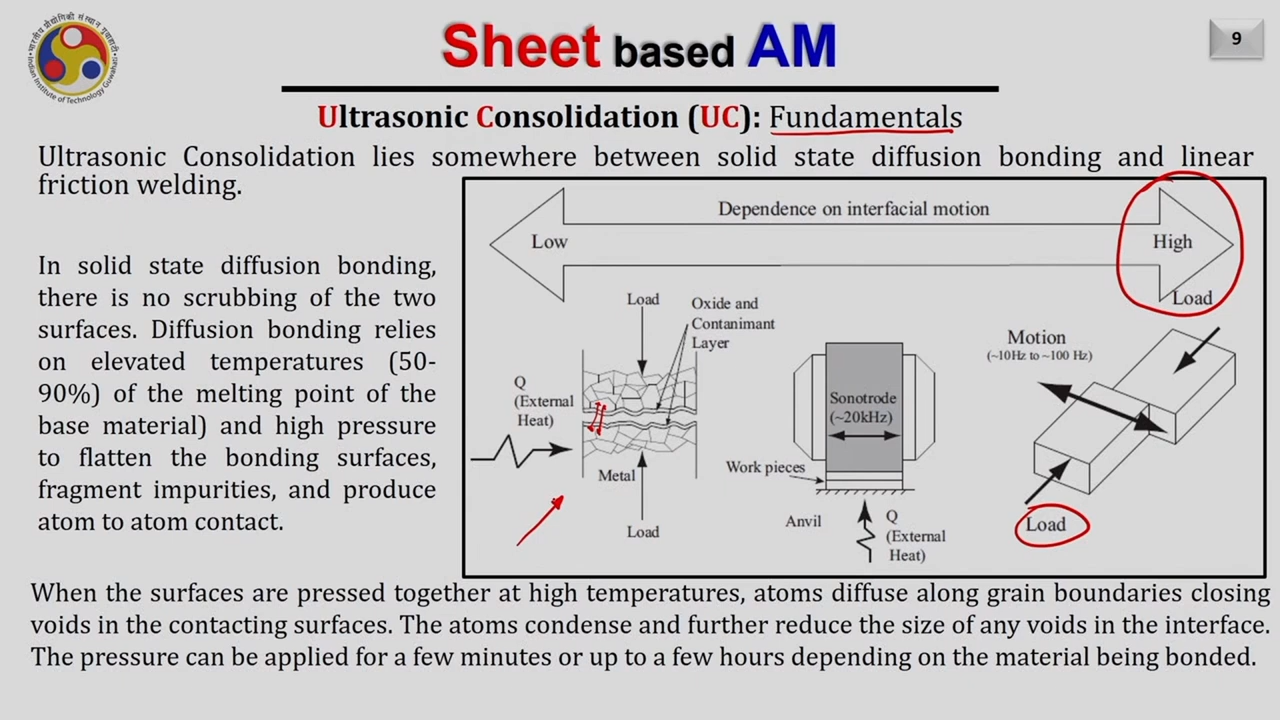 भारतीय प्रौद्योगिकी संस्थान गुवाहाटी
Indian Institute of Technology Guwahati
Sheet based AM
9
Ultrasonic Consolidation (UC): Fundamentals
Ultrasonic Consolidation lies somewhere between solid state diffusion bonding and linear
friction welding.
In solid state diffusion bonding,
there is no scrubbing of the two
surfaces. Diffusion bonding relies
on elevated temperatures (50-
90%) of the melting point of the
base material) and high pressure
to flatten the bonding surfaces,
fragment impurities, and produce
atom to atom contact.
Dependence on interfacial motion
Low
High
Load
Oxide and
Contanimant
Layer
Q
(External
Heat)
Metal
Load
Sonotrode
(~20kHz)
Work pieces
Anvil
Q
(External
Heat)
Load
Motion
(~10Hz to ~100 Hz)
Load
When the surfaces are pressed together at high temperatures, atoms diffuse along grain boundaries closing
voids in the contacting surfaces. The atoms condense and further reduce the size of any voids in the interface.
The pressure can be applied for a few minutes or up to a few hours depending on the material being bonded.